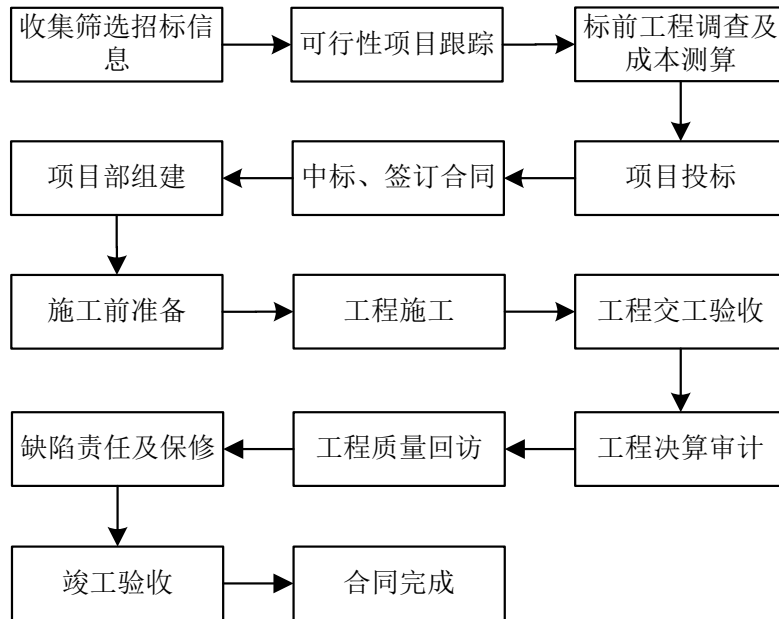 收集筛选招标信
息
可行性项目跟踪
标前工程调查及
成本测算
项目投标
中标、签订合同
项目部组建
施工前准备
工程施工
工程交工验收
工程决算审计
工程质量回访
缺陷责任及保修
竣工验收
合同完成